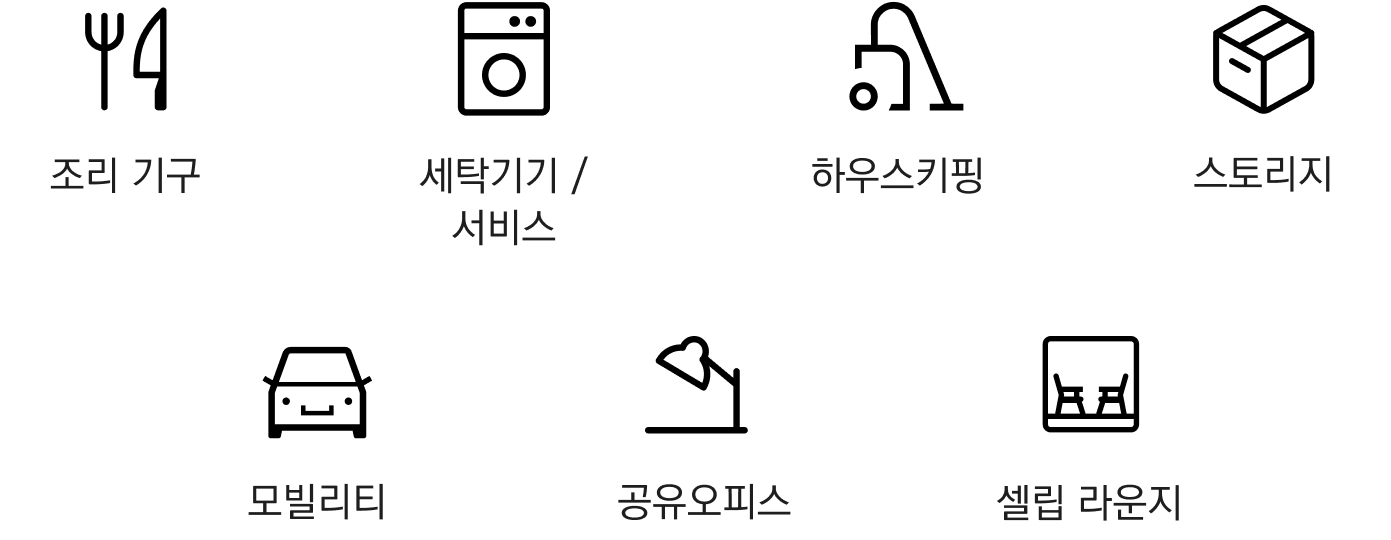 조리 기구
세탁기기 /
서비스
하우스키핑
스토리지
모빌리티
공유오피스
셀립 라운지